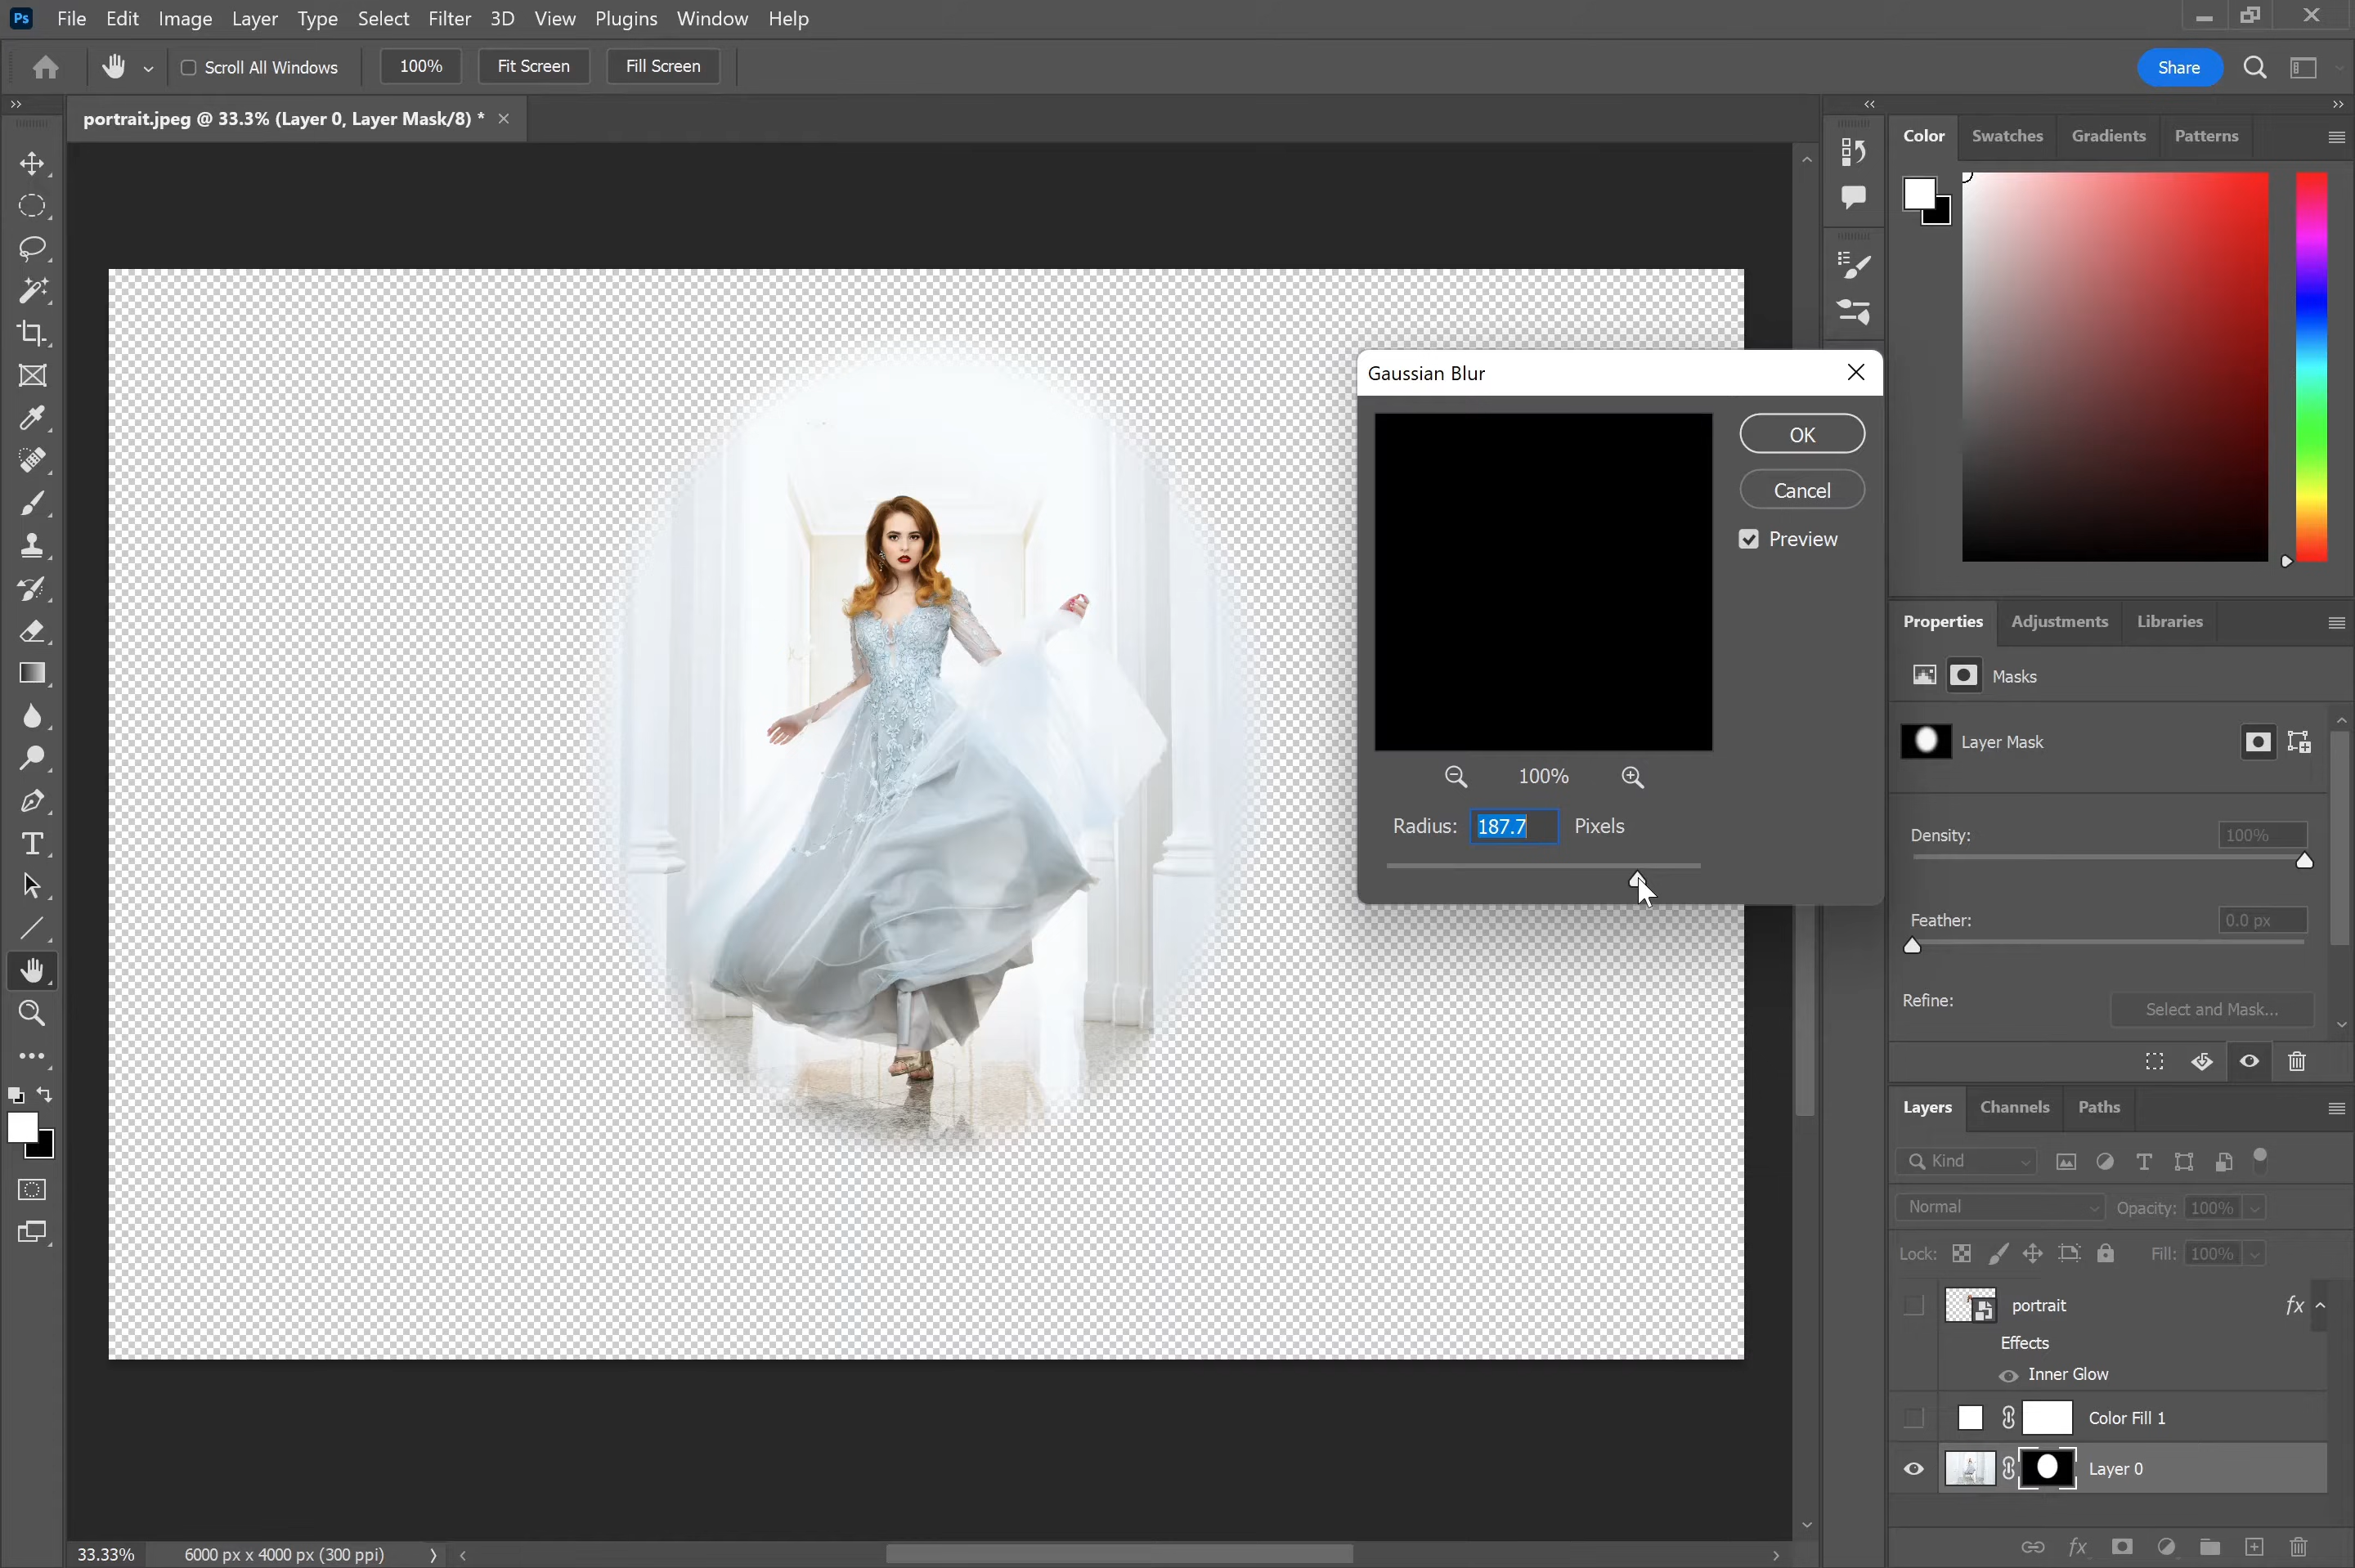 Ps File Edit Image Layer Type Select Filter 3D View Plugins Window Help
Scroll All Windows 100% Fit Screen Fill Screen Share
portrait.jpeg @ 33.3% (Layer 0, Layer Mask/8) *
Color Swatches Gradients Patterns
Gaussian Blur
OK
Cancel
Preview
100%
Radius: 187.7 Pixels
Properties Adjustments Libraries
Masks
Layer Mask
Density: 100%
Feather: 0.0 px
Refine: Select and Mask...
Layers Channels Paths
Kind
Normal Opacity: 100%
Lock: Fill: 100%
portrait fx
Effects
Inner Glow
Color Fill 1
Layer 0
fx
33.33% 6000 px x 4000 px (300 ppi)